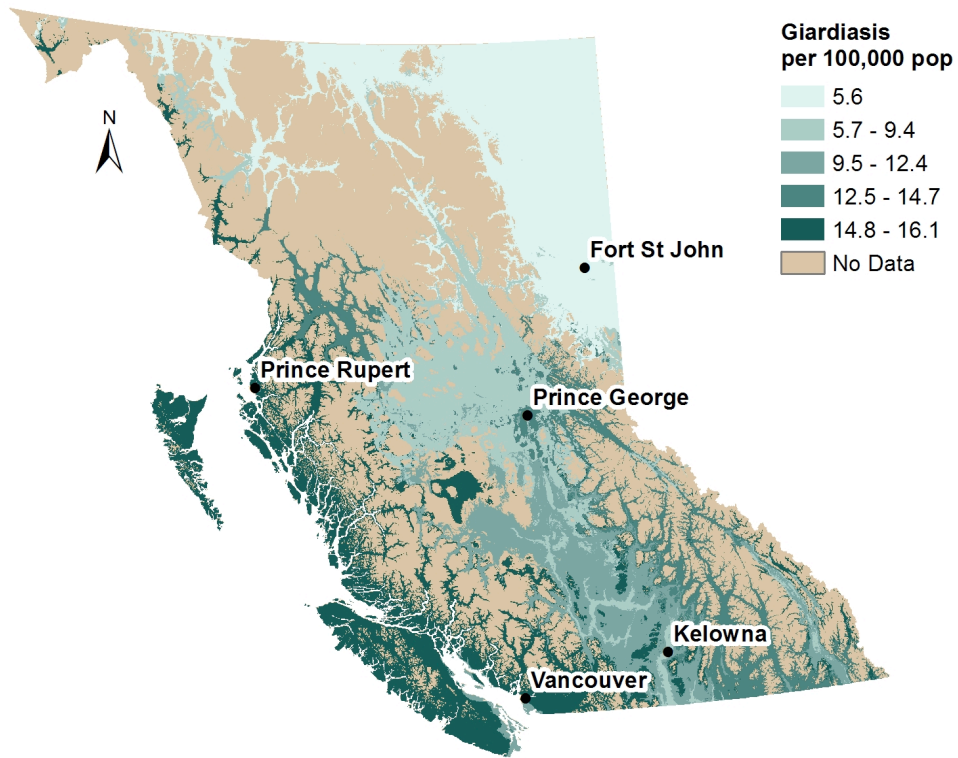 Giardiasis
per 100,000 pop
5.6
5.7 - 9.4
9.5 - 12.4
12.5 - 14.7
14.8 - 16.1
No Data
N
Fort St John
Prince Rupert
Prince George
Kelowna
Vancouver